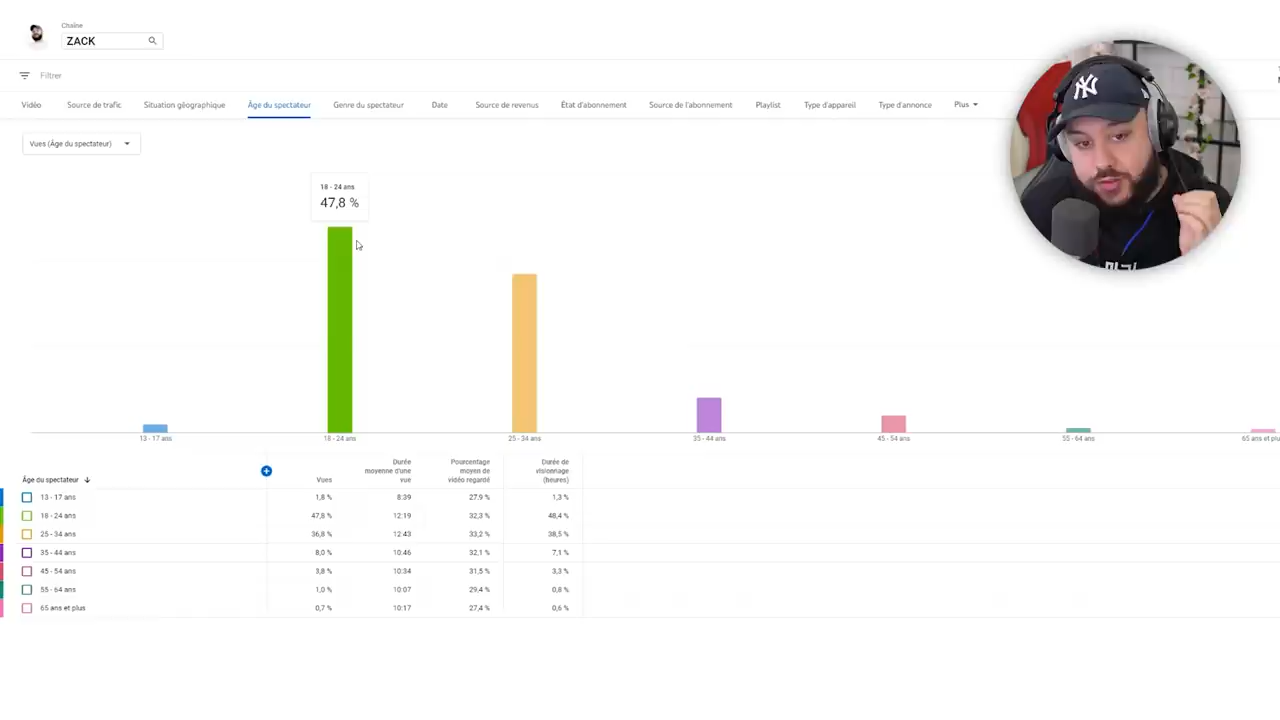 Chaîne
ZACK
Filtrer
Vidéo Source de trafic Situation géographique Âge du spectateur Genre du spectateur Date Source de revenus État d'abonnement Source de l'abonnement Playlist Type d'appareil Type d'annonce Plus
Vues (Âge du spectateur)
18 - 24 ans
47,8 %
NY
13 - 17 ans 18 - 24 ans 25 - 34 ans 35 - 44 ans 45 - 54 ans 55 - 64 ans 65 ans et plu
Âge du spectateur Vues Durée moyenne d'une vue Pourcentage moyen de vidéo regardé Durée de visionnage (heures)
13 - 17 ans 1,8 % 8:39 27,9 % 1,3 %
18 - 24 ans 47,8 % 12:19 32,3 % 48,4 %
25 - 34 ans 36,8 % 12:43 33,2 % 38,5 %
35 - 44 ans 8,0 % 10:46 32,1 % 7,1 %
45 - 54 ans 3,8 % 10:34 31,5 % 3,3 %
55 - 64 ans 1,0 % 10:07 29,4 % 0,8 %
65 ans et plus 0,7 % 10:17 27,4 % 0,6 %